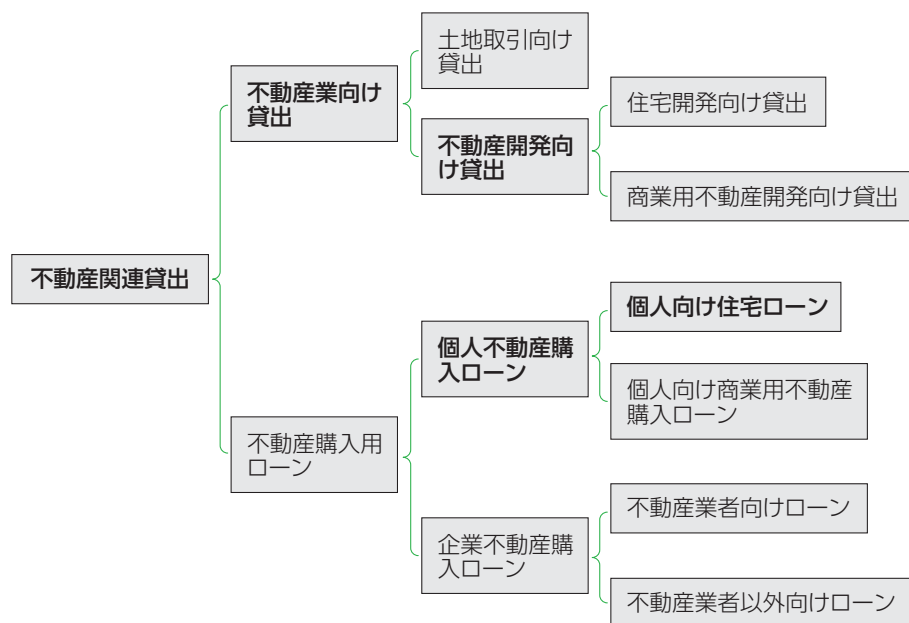 不動産関連貸出
不動産業向け
貸出
土地取引向け
貸出
不動産開発向
け貸出
住宅開発向け貸出
商業用不動産開発向け貸出
不動産購入用
ローン
個人不動産購
入ローン
個人向け住宅ローン
個人向け商業用不動産
購入ローン
企業不動産購
入ローン
不動産業者向けローン
不動産業者以外向けローン